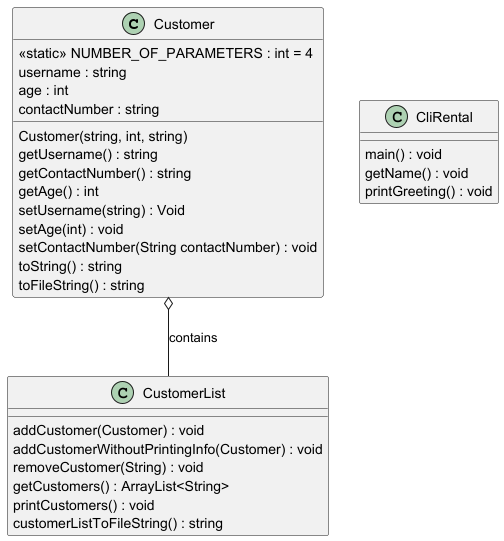 C Customer
«static» NUMBER_OF_PARAMETERS : int = 4
username : string
age : int
contactNumber : string
Customer(string, int, string)
getUsername() : string
getContactNumber() : string
getAge() : int
setUsername(string) : Void
setAge(int) : void
setContactNumber(String contactNumber) : void
toString() : string
toFileString() : string
C CliRental
main() : void
getName() : void
printGreeting() : void
contains
C CustomerList
addCustomer(Customer) : void
addCustomerWithoutPrintingInfo(Customer) : void
removeCustomer(String) : void
getCustomers() : ArrayList<String>
printCustomers() : void
customerListToFileString() : string